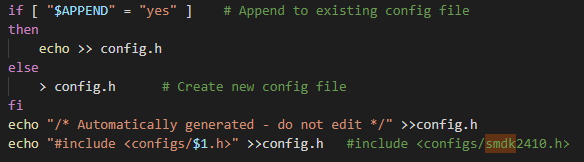 if [ "$APPEND" = "yes" ]    # Append to existing config file
then
    echo >> config.h
else
    > config.h      # Create new config file
fi
echo "/* Automatically generated - do not edit */" >>config.h
echo "#include <configs/$1.h>" >>config.h   #include <configs/smdk2410.h>